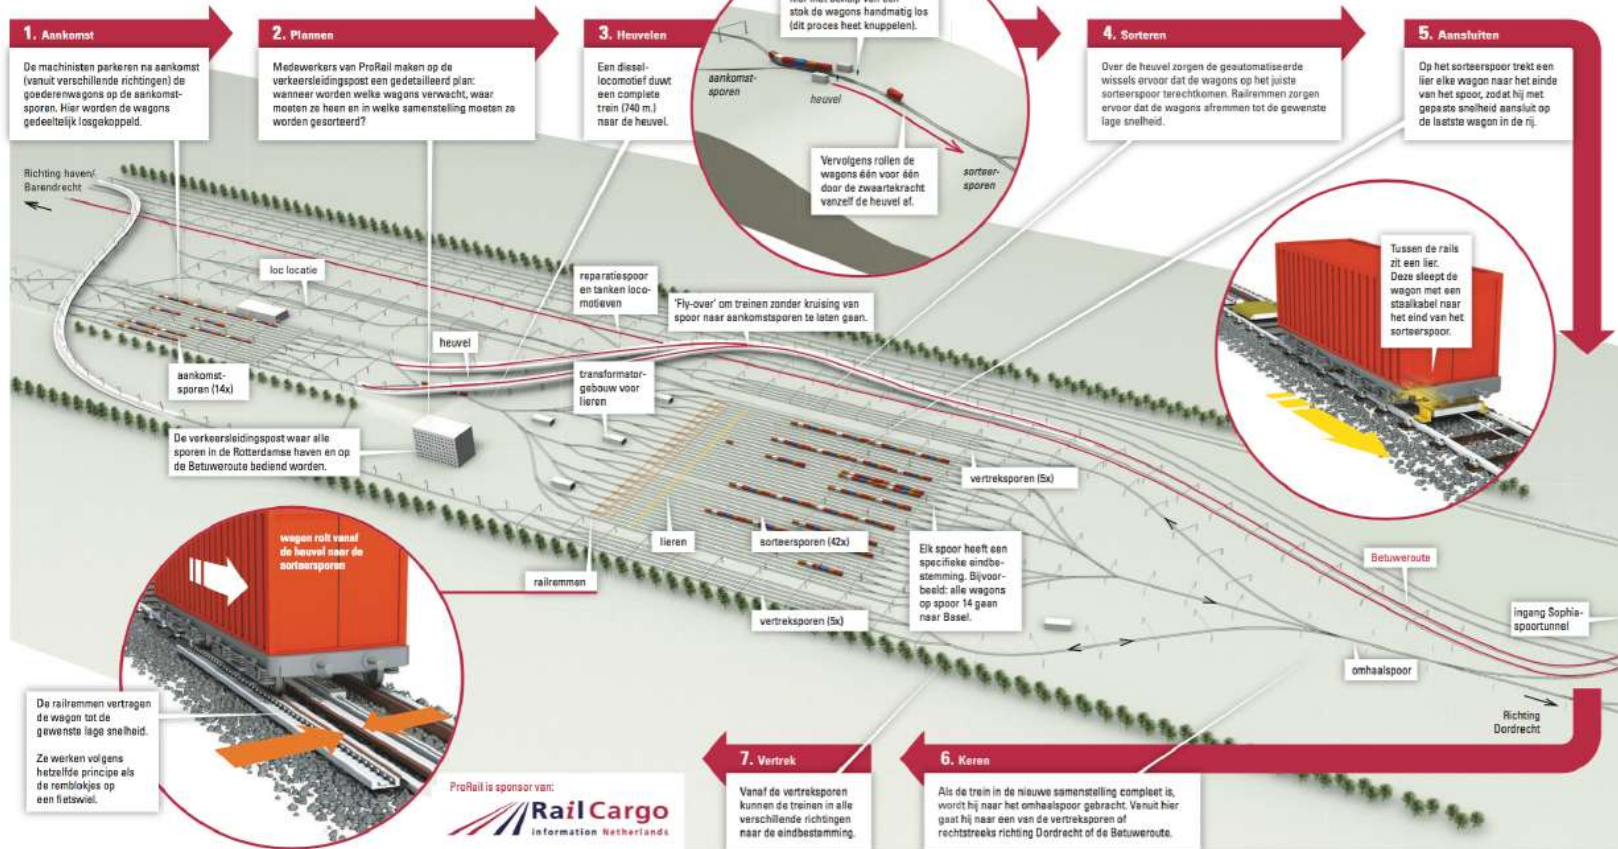 1. Aankomst
De machinisten parkeren na aankomst
(vanuit verschillende richtingen) de
goederenwagons op de aankomst-
sporen. Hier worden de wagons
gedeeltelijk losgekoppeld.
2. Plannen
Medewerkers van ProRail maken op de
verkeersleidingspost een gedetailleerd plan:
wanneer worden welke wagons verwacht, waar
moeten ze heen en in welke samenstelling moeten ze
worden gesorteerd?
3. Heuvelen
Een diesel-
locomotief duwt
een complete
trein (740 m.)
naar de heuvel.
stok de wagons handmatig los
(dit proces heet knuppelen).
aankomst-
sporen
heuvel
Vervolgens rollen de
wagons één voor één
door de zwaartekracht
vanzelf de heuvel af.
sorteer-
sporen
4. Sorteren
Over de heuvel zorgen de geautomatiseerde
wissels ervoor dat de wagons op het juiste
sorteerspoor terechtkomen. Railremmen zorgen
ervoor dat de wagons afremmen tot de gewenste
lage snelheid.
5. Aansluiten
Op het sorteerspoor trekt een
lier elke wagon naar het einde
van het spoor, zodat hij met
gepaste snelheid aansluit op
de laatste wagon in de rij.
Richting haven/
Barendrecht
loc locatie
reparatiespoor
en tanken loco-
motieven
'Fly-over' om treinen zonder kruising van
spoor naar aankomstsporen te laten gaan.
Tussen de rails
zit een lier.
Deze sleept de
wagon met een
staalkabel naar
het eind van het
sorteerspoor.
heuvel
aankomst-
sporen (14x)
transformator-
gebouw voor
lieren
De verkeersleidingspost waar alle
sporen in de Rotterdamse haven en op
de Betuweroute bediend worden.
vertreksporen (5x)
wagon rolt vanaf
de heuvel naar de
sorteersporen
lieren
sorteersporen (42x)
Elk spoor heeft een
specifieke eindbe-
stemming. Bijvoor-
beeld: alle wagons
op spoor 14 gaan
naar Basel.
Betuweroute
railremmen
vertreksporen (5x)
ingang Sophia-
spoortunnel
omhaalspoor
De railremmen vertragen
de wagon tot de
gewenste lage snelheid.
Ze werken volgens
hetzelfde principe als
de remblokjes op
een fietswiel.
Richting
Dordrecht
ProRail is sponsor van:
Rail Cargo
information Netherlands
7. Vertrek
Vanaf de vertreksporen
kunnen de treinen in alle
verschillende richtingen
naar de eindbestemming.
6. Keren
Als de trein in de nieuwe samenstelling compleet is,
wordt hij naar het omhaalspoor gebracht. Vanuit hier
gaat hij naar een van de vertreksporen of
rechtstreeks richting Dordrecht of de Betuweroute.